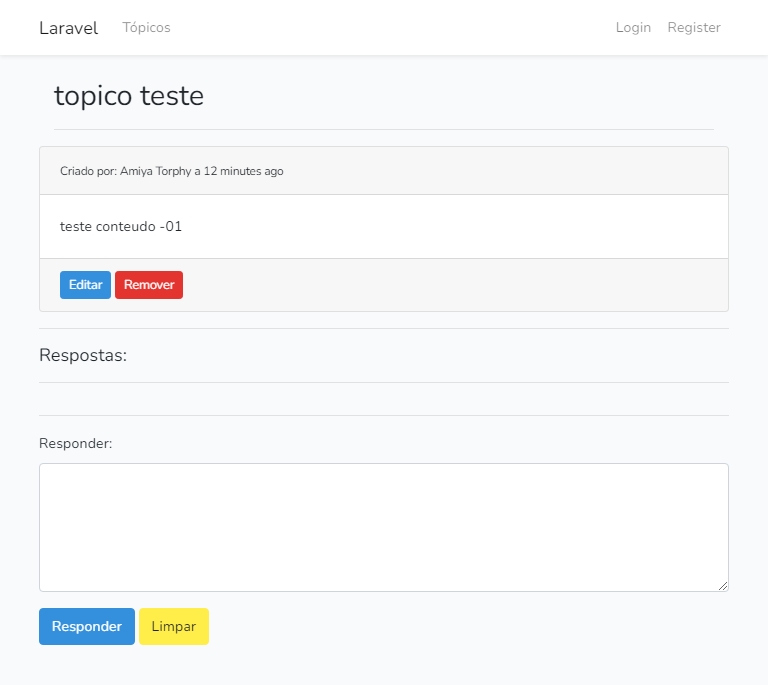 Laravel Tópicos Login Register
topico teste
Criado por: Amiya Torphy a 12 minutes ago
teste conteudo -01
Editar Remover
Respostas:
Responder:
Responder Limpar